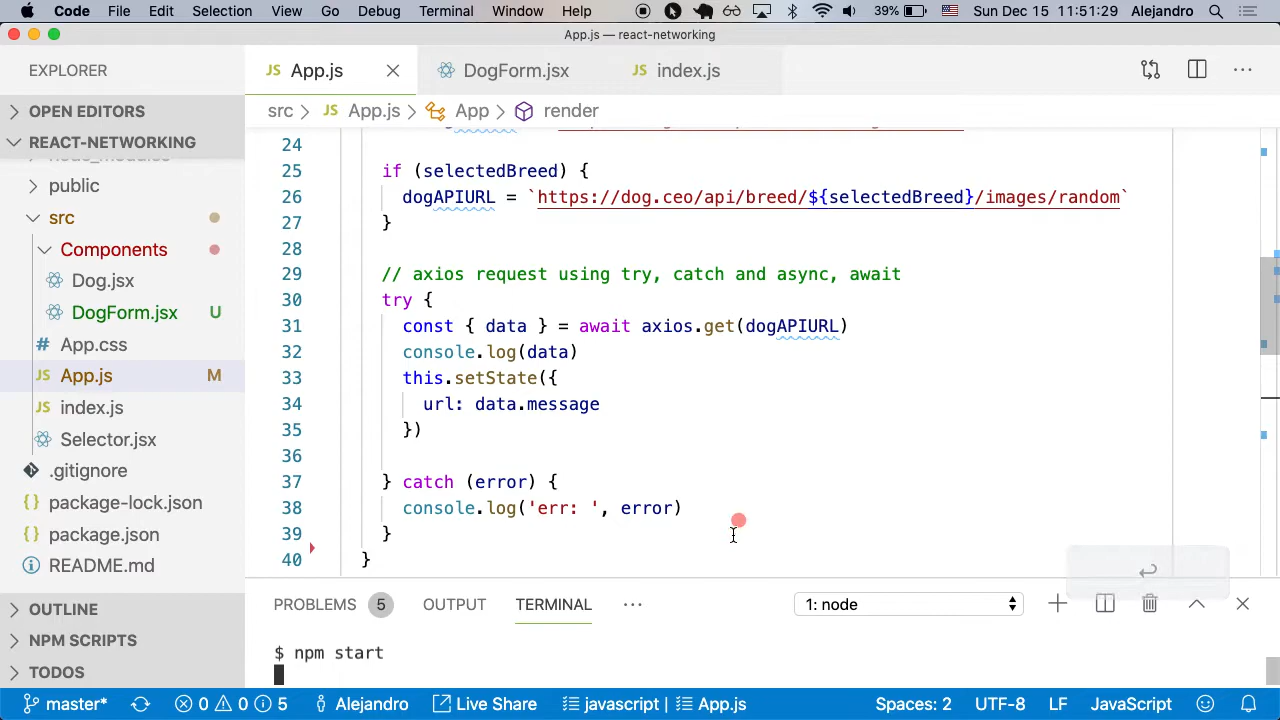 Code File Edit Selection View Go Debug Terminal Window Help 39% Sun Dec 15 11:51:29 Alejandro
App.js — react-networking
EXPLORER
OPEN EDITORS
REACT-NETWORKING
node_modules
public
src
Components
Dog.jsx
DogForm.jsx U
App.css
App.js M
index.js
Selector.jsx
.gitignore
package-lock.json
package.json
README.md
OUTLINE
NPM SCRIPTS
TODOS
JS App.js DogForm.jsx JS index.js
src JS App.js App render
24
25 if (selectedBreed) {
26 dogAPIURL = `https://dog.ceo/api/breed/${selectedBreed}/images/random`
27 }
28
29 // axios request using try, catch and async, await
30 try {
31 const { data } = await axios.get(dogAPIURL)
32 console.log(data)
33 this.setState({
34 url: data.message
35 })
36
37 } catch (error) {
38 console.log('err: ', error)
39 }
40 }
PROBLEMS 5 OUTPUT TERMINAL ··· 1: node
$ npm start
master* 0 0 5 Alejandro Live Share javascript | App.js Spaces: 2 UTF-8 LF JavaScript